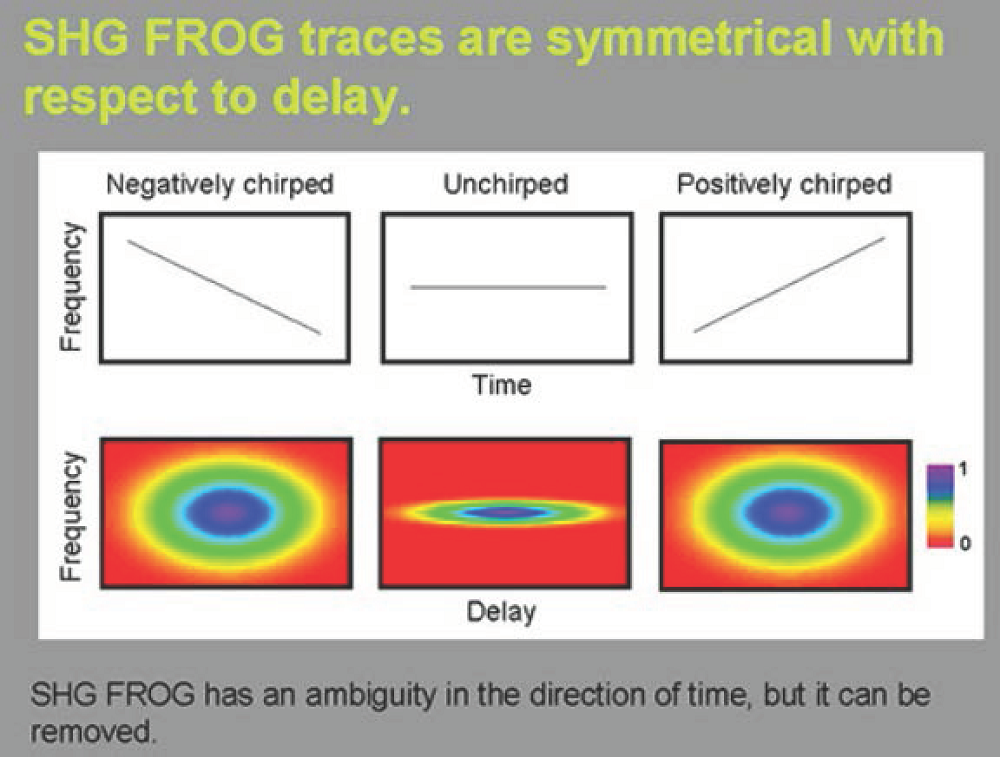 SHG FROG traces are symmetrical with
respect to delay.
Negatively chirped
Unchirped
Positively chirped
Frequency
Time
Frequency
1
0
Delay
SHG FROG has an ambiguity in the direction of time, but it can be
removed.